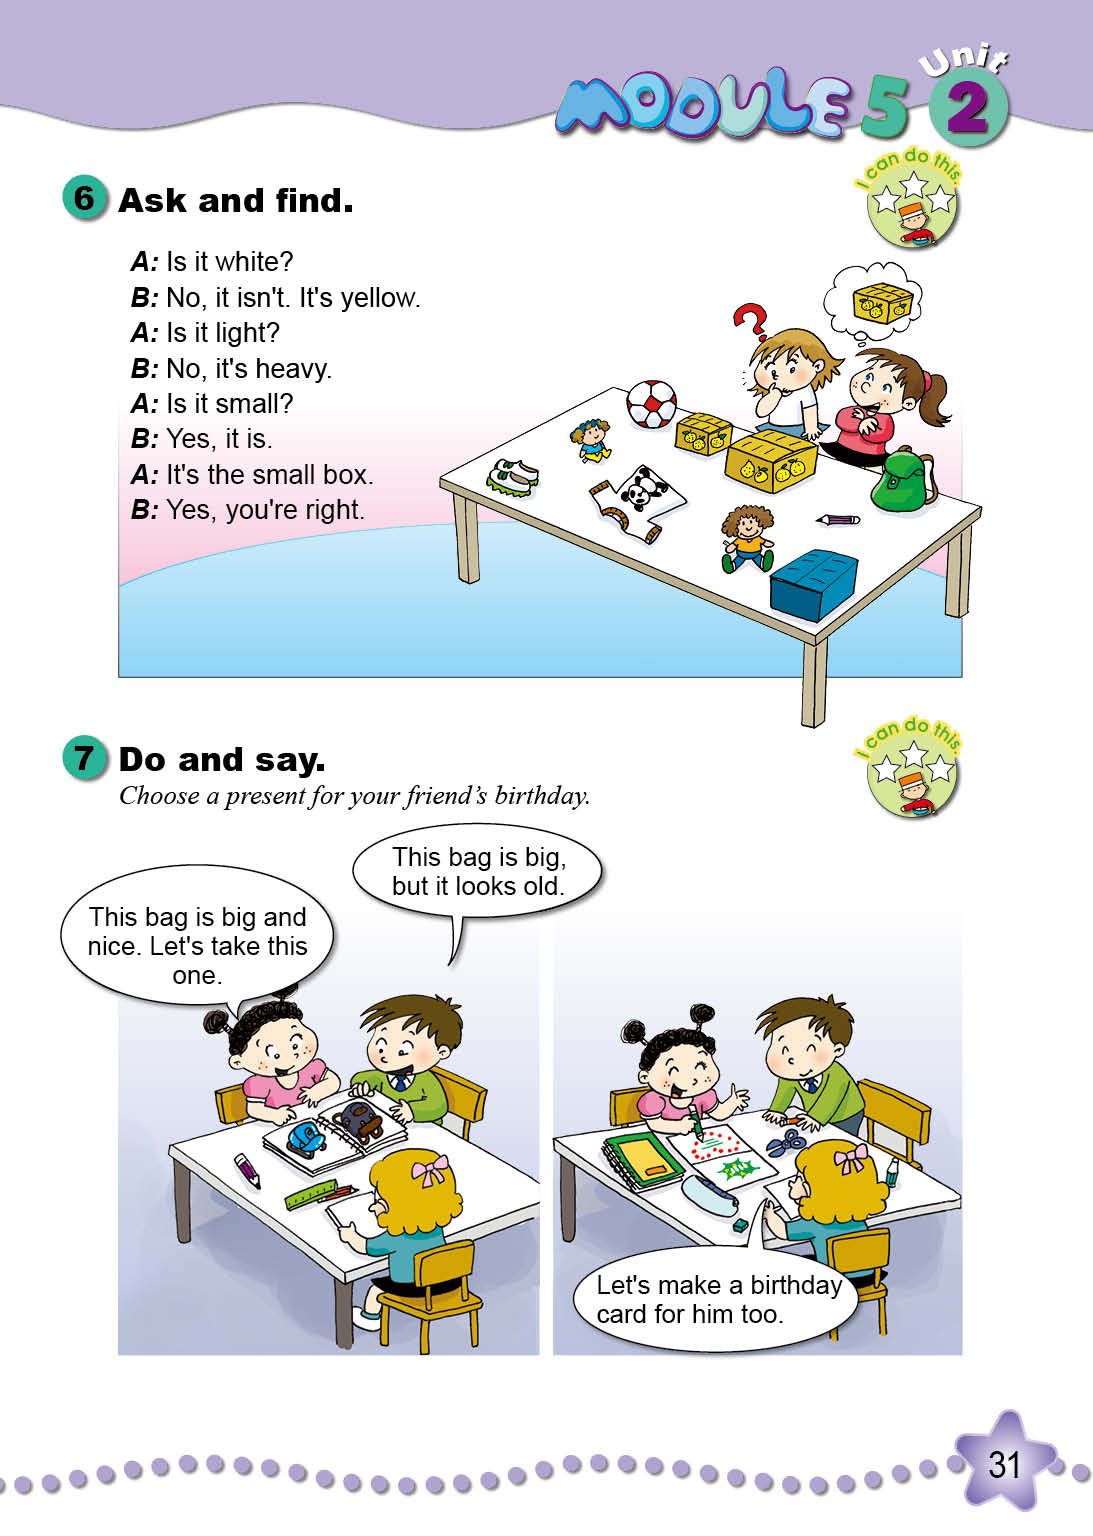 MODULE 5 Unit 2
6 Ask and find.
I can do this.
A: Is it white?
B: No, it isn't. It's yellow.
A: Is it light?
B: No, it's heavy.
A: Is it small?
B: Yes, it is.
A: It's the small box.
B: Yes, you're right.
?
7 Do and say.
I can do this.
Choose a present for your friend's birthday.
This bag is big,
but it looks old.
This bag is big and
nice. Let's take this
one.
Let's make a birthday
card for him too.
31